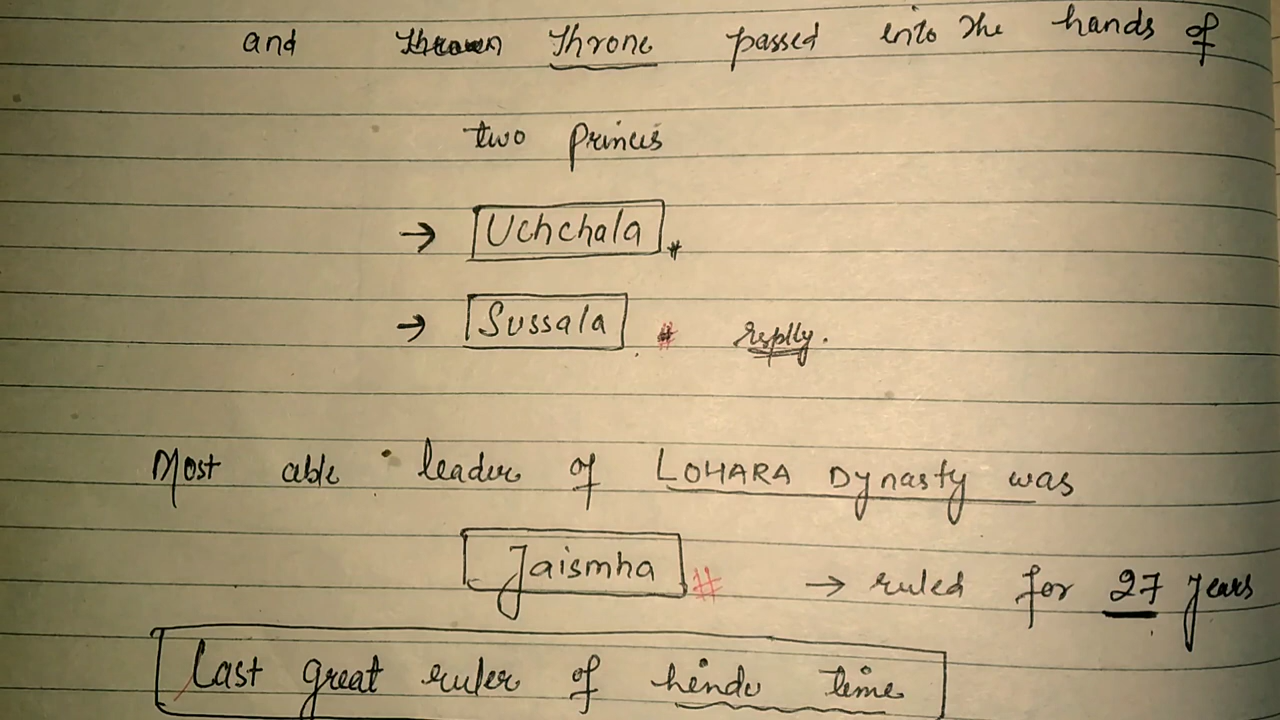 and throne passed into the hands of
two princes
→ Uchchala #
→ Sussala # resplly.
Most able leader of LOHARA Dynasty was
Jaismha # → ruled for 27 years
Last great ruler of hindu time